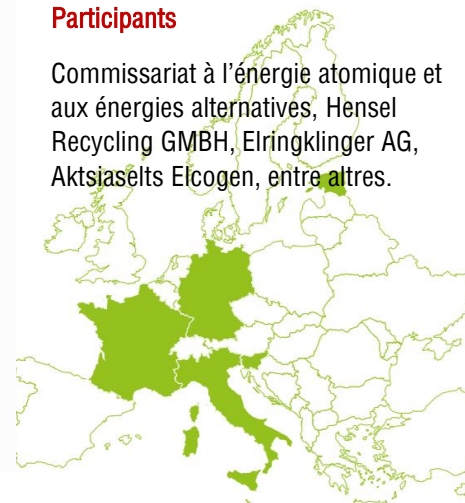 Participants
Commissariat à l’énergie atomique et
aux énergies alternatives, Hensel
Recycling GMBH, Elringklinger AG,
Aktsiaselts Elcogen, entre altres.